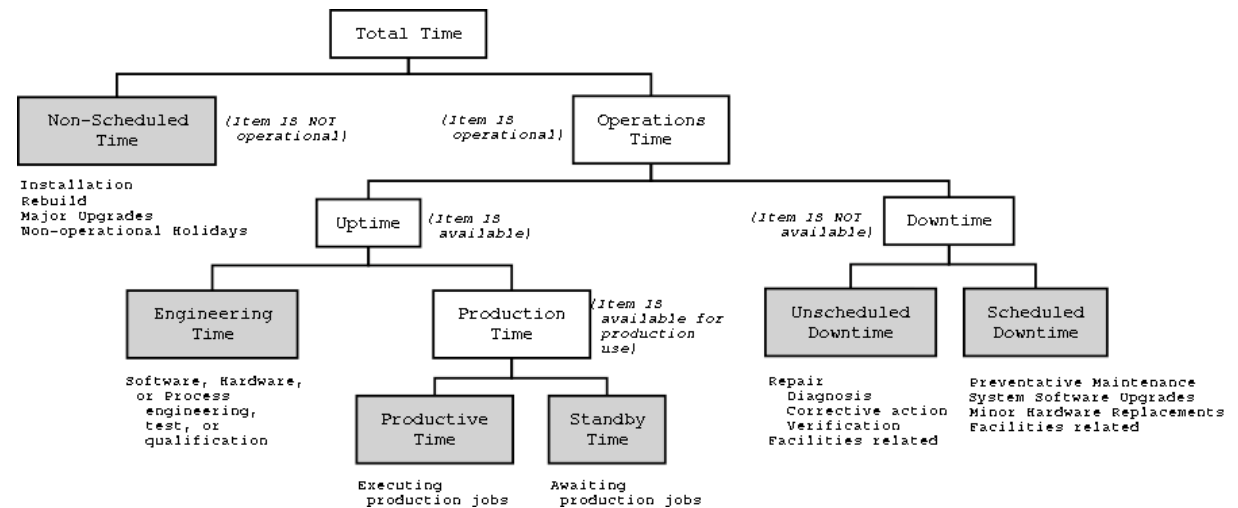 Total Time
Non-Scheduled
Time
(Item IS NOT
operational)
(Item IS
operational)
Operations
Time
Installation
Rebuild
Major Upgrades
Non-operational Holidays
Uptime
(Item IS
available)
(Item IS NOT
available)
Downtime
Engineering
Time
Production
Time
(Item IS
available for
production
use)
Unscheduled
Downtime
Scheduled
Downtime
Software, Hardware,
or Process
engineering,
test, or
qualification
Productive
Time
Standby
Time
Repair
Diagnosis
Corrective action
Verification
Facilities related
Preventative Maintenance
System Software Upgrades
Minor Hardware Replacements
Facilities related
Executing
production jobs
Awaiting
production jobs